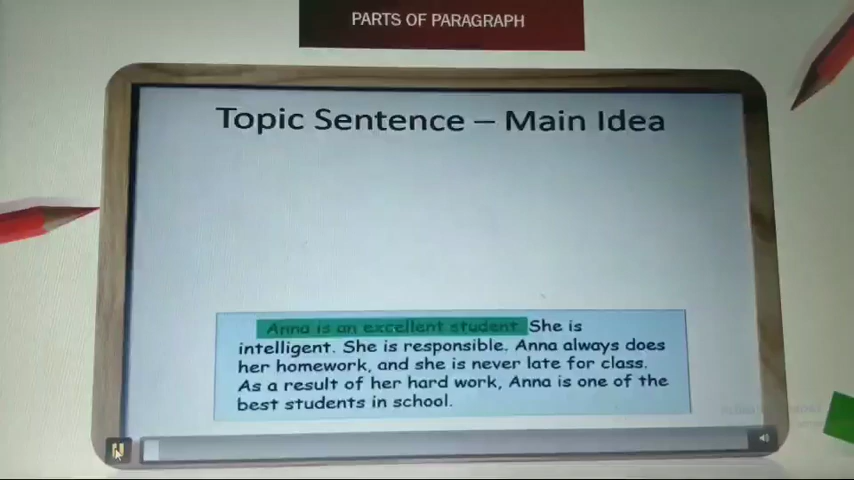 PARTS OF PARAGRAPH
Topic Sentence – Main Idea
Anna is an excellent student. She is
intelligent. She is responsible. Anna always does
her homework, and she is never late for class.
As a result of her hard work, Anna is one of the
best students in school.